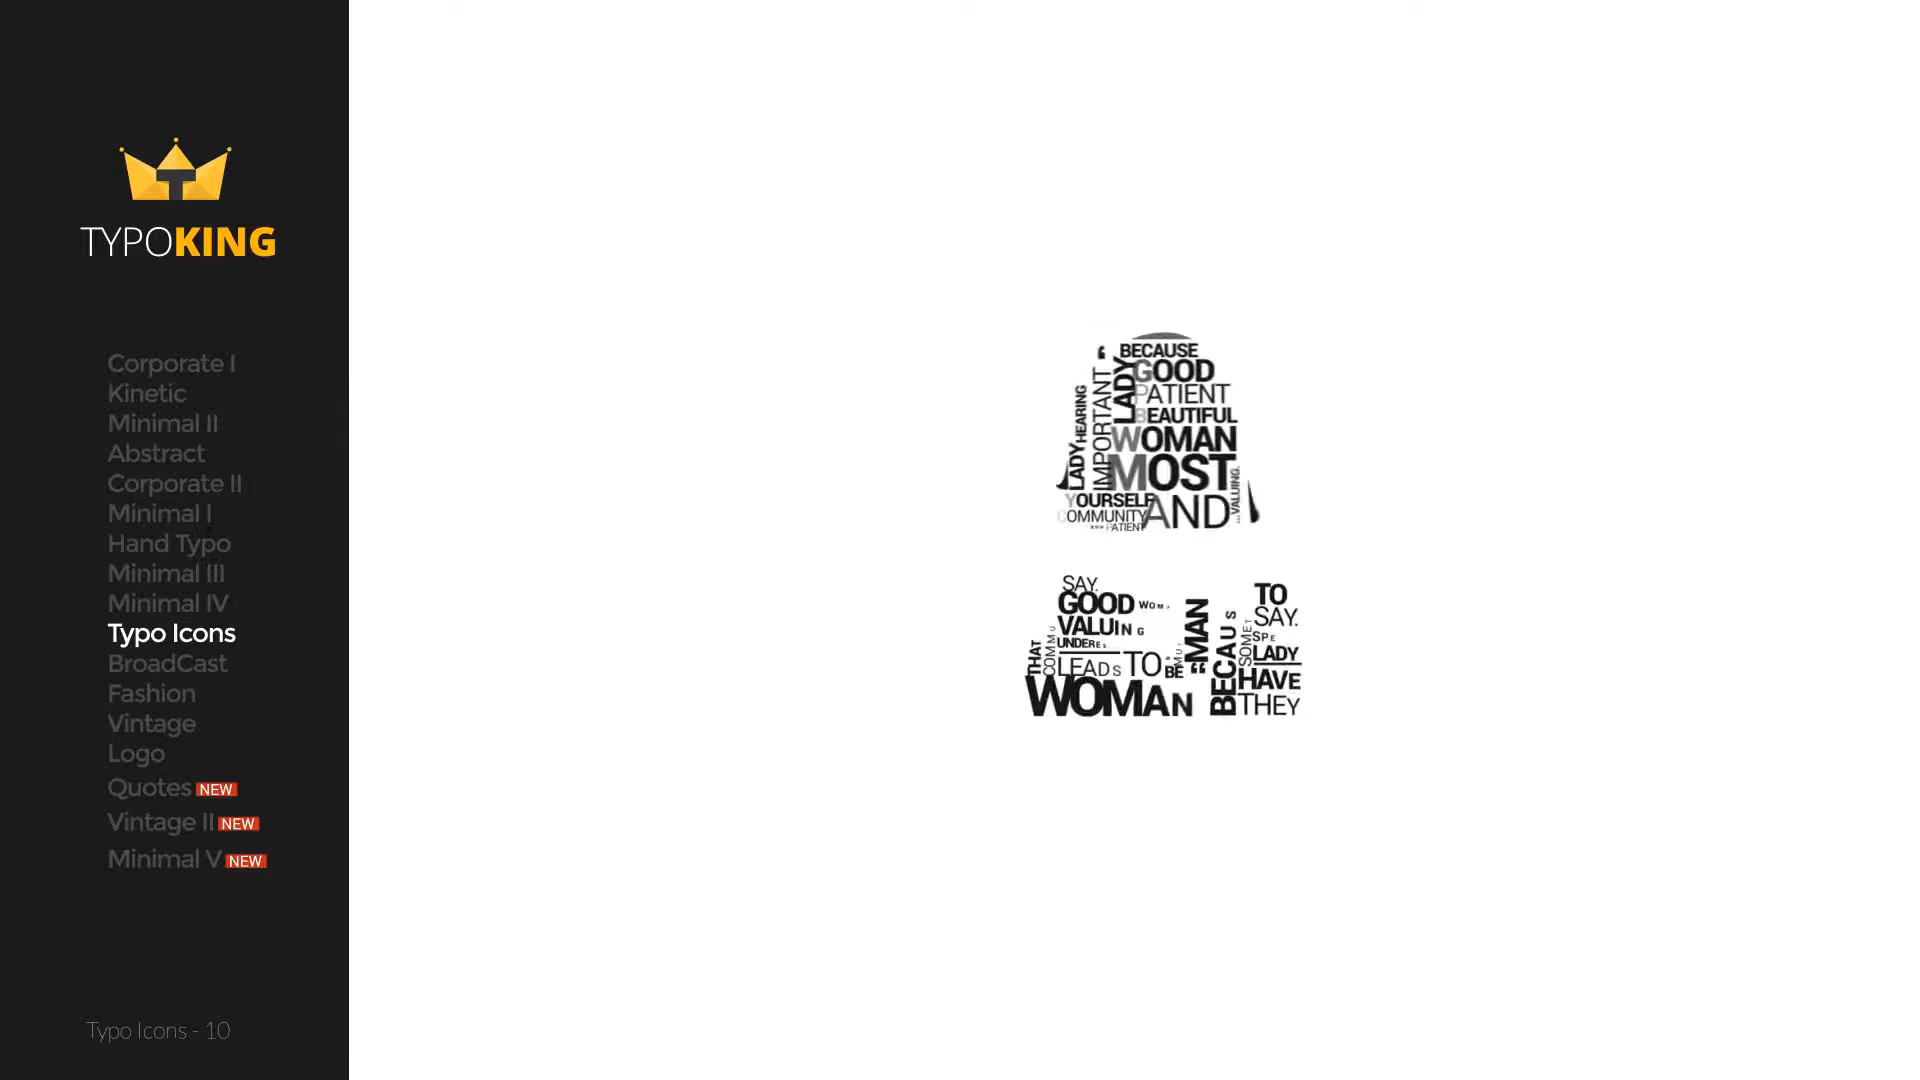 TYPOKING
Corporate I
Kinetic
Minimal II
Abstract
Corporate II
Minimal I
Hand Typo
Minimal III
Minimal IV
Typo Icons
BroadCast
Fashion
Vintage
Logo
Quotes NEW
Vintage II NEW
Minimal V NEW
Typo Icons - 10
BECAUSE
GOOD
PATIENT
BEAUTIFUL
WOMAN
MOST
AND
LADY
IMPORTANT
HEARING
LADY
YOURSELF
COMMUNITY
*** PATIENT
...VALUING.
SAY.
GOOD
VALUING
LEADS TO BE
WOMAN
THAT
“MAN
BECAUS
TO
SAY.
LADY
HAVE
THEY